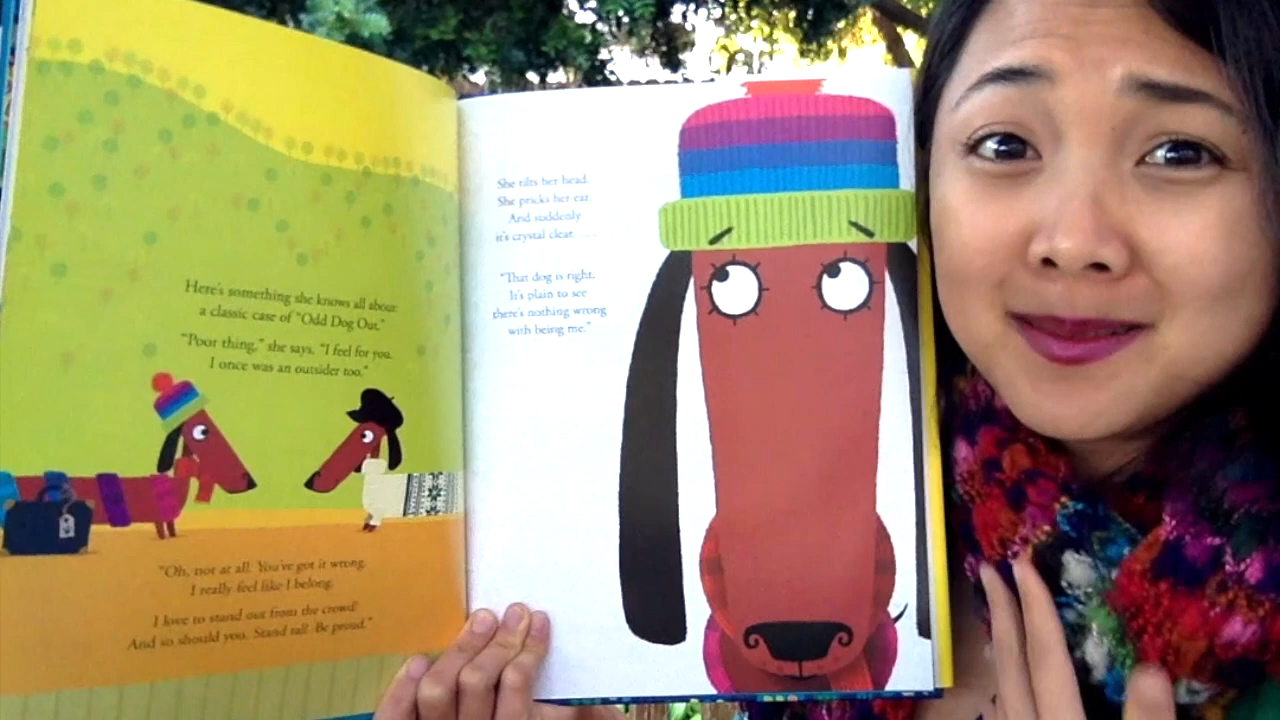 Here's something she knows all about:
a classic case of "Odd Dog Out."
"Poor thing," she says, "I feel for you.
I once was an outsider too."
"Oh, not at all. You've got it wrong.
I really feel like I belong.
I love to stand out from the crowd!
And so should you. Stand tall. Be proud."
She tilts her head.
She pricks her ear.
And suddenly
it's crystal clear . . . .
"That dog is right.
It's plain to see
there's nothing wrong
with being me."